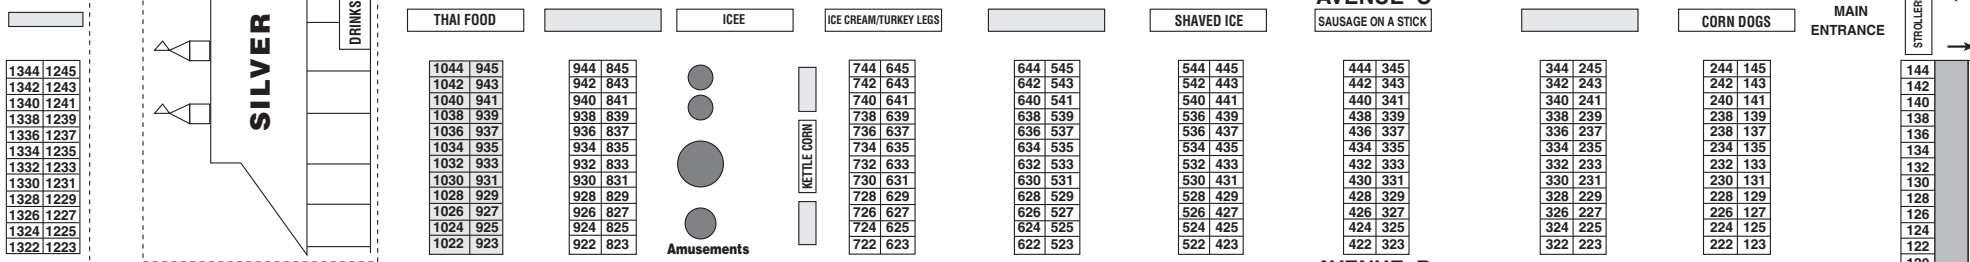 AVENUE C
THAI FOOD
ICEE
ICE CREAM/TURKEY LEGS
SHAVED ICE
SAUSAGE ON A STICK
CORN DOGS
MAIN
ENTRANCE
STROLLERS
DRINKS
SILVER
KETTLE CORN
1344 1245 1044 945 944 845 744 645 644 545 544 445 444 345 344 245 244 145 144
1342 1243 1042 943 942 843 742 643 642 543 542 443 442 343 342 243 242 143 142
1340 1241 1040 941 940 841 740 641 640 541 540 441 440 341 340 241 240 141 140
1338 1239 1038 939 938 839 738 639 638 539 536 439 438 339 338 239 238 139 138
1336 1237 1036 937 936 837 736 637 636 537 536 437 436 337 336 237 238 137 136
1334 1235 1034 935 934 835 734 635 634 535 534 435 434 335 334 235 234 135 134
1332 1233 1032 933 932 833 732 633 632 533 532 433 432 333 332 233 232 133 132
1330 1231 1030 931 930 831 730 631 630 531 530 431 430 331 330 231 230 131 130
1328 1229 1028 929 928 829 728 629 628 529 528 429 428 329 328 229 228 129 128
1326 1227 1026 927 926 827 726 627 626 527 526 427 426 327 326 227 226 127 126
1324 1225 1024 925 924 825 724 625 624 525 524 425 424 325 324 225 224 125 124
1322 1223 1022 923 922 823 722 623 622 523 522 423 422 323 322 223 222 123 122
Amusements